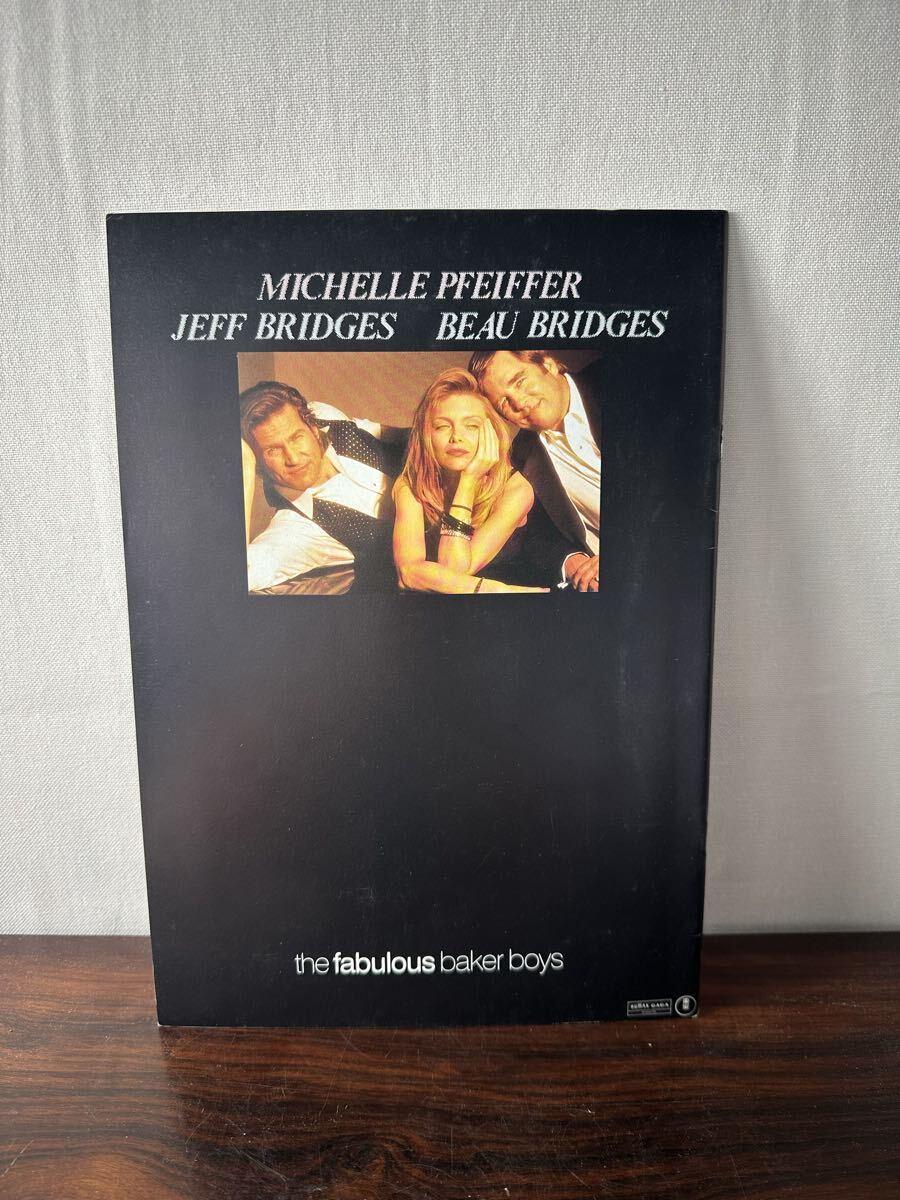 MICHELLE PFEIFFER
JEFF BRIDGES BEAU BRIDGES
the fabulous baker boys